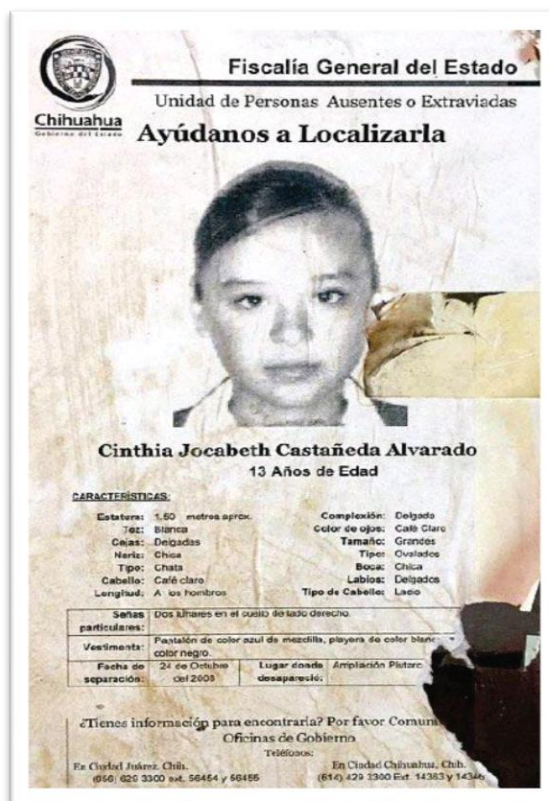 Fiscalía General del Estado
Unidad de Personas Ausentes o Extraviadas
Chihuahua
Gobierno del Estado
Ayúdanos a Localizarla
Cinthia Jocabeth Castañeda Alvarado
13 Años de Edad
CARACTERÍSTICAS:
Estatura: 1.50 metros aprox. Complexión: Delgada
Tez: Blanca Color de ojos: Café Claro
Cejas: Delgadas Tamaño: Grandes
Nariz: Chica Tipo: Ovalados
Tipo: Chata Boca: Chica
Cabello: Café claro Labios: Delgados
Longitud: A los hombros Tipo de Cabello: Lacio
Señas particulares: Dos lunares en el cuello de lado derecho.
Vestimenta: Pantalón de color azul de mezclilla, playera de color
color negro.
Fecha de separación: 24 de Octubre del 2008 Lugar donde desapareció: Ampliación
¿Tienes información para encontrarla? Por favor
Oficinas de Gobierno
Teléfonos:
En Ciudad Juárez, Chih. En Ciudad Chihuahua, Chih.
(656) 629 3300 ext. 56454 y 56455 (614) 429 3300 Ext. 14383 y